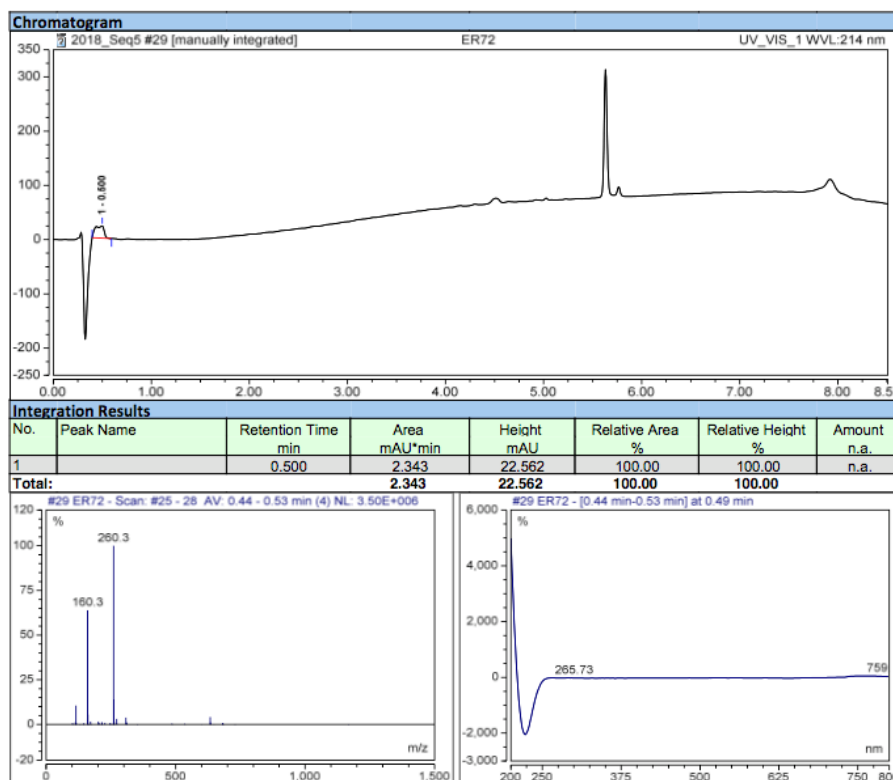 Chromatogram
2018_Seq5 #29 [manually integrated] ER72 UV_VIS_1 WVL:214 nm
350
300
200
100
0
-100
-200
-250
1 - 0.500
0.00 1.00 2.00 3.00 4.00 5.00 6.00 7.00 8.00 8.5
Integration Results
No. Peak Name Retention Time Area Height Relative Area Relative Height Amount
min mAU*min mAU % % n.a.
1 0.500 2.343 22.562 100.00 100.00 n.a.
Total: 2.343 22.562 100.00 100.00
#29 ER72 - Scan: #25 - 28 AV: 0.44 - 0.53 min (4) NL: 3.50E+006
120
%
100
75
50
25
0
-20
260.3
160.3
m/z
0 500 1.000 1.500
#29 ER72 - [0.44 min-0.53 min] at 0.49 min
6,000
%
4,000
2,000
0
-2,000
-3,000
265.73
759
nm
200 250 375 500 625 750